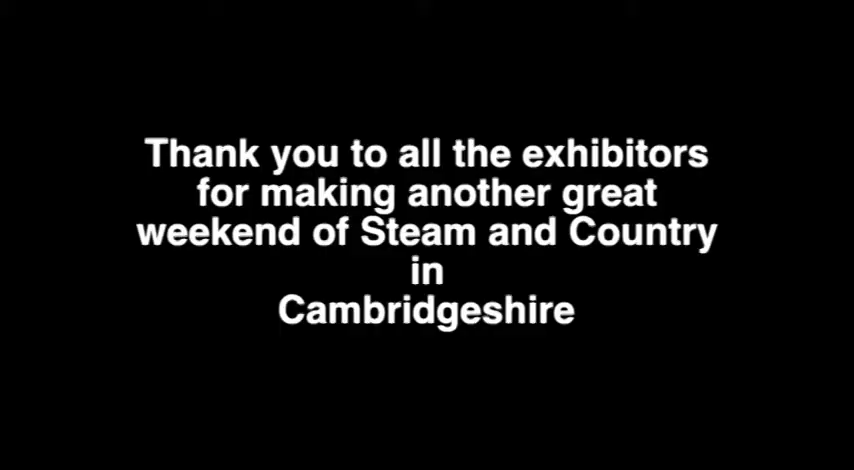 Thank you to all the exhibitors
for making another great
weekend of Steam and Country
in
Cambridgeshire